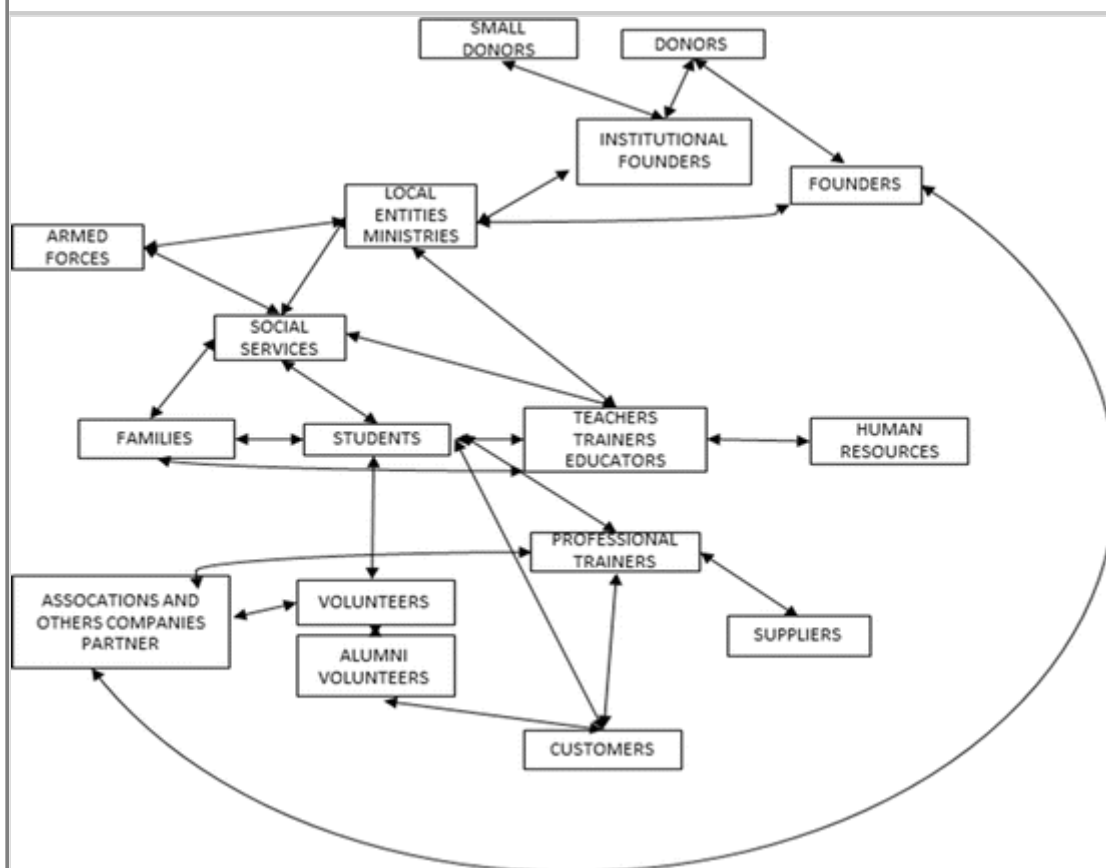 SMALL
DONORS
DONORS
INSTITUTIONAL
FOUNDERS
FOUNDERS
LOCAL
ENTITIES
MINISTRIES
ARMED
FORCES
SOCIAL
SERVICES
FAMILIES
STUDENTS
TEACHERS
TRAINERS
EDUCATORS
HUMAN
RESOURCES
PROFESSIONAL
TRAINERS
ASSOCATIONS AND
OTHERS COMPANIES
PARTNER
VOLUNTEERS
SUPPLIERS
ALUMNI
VOLUNTEERS
CUSTOMERS